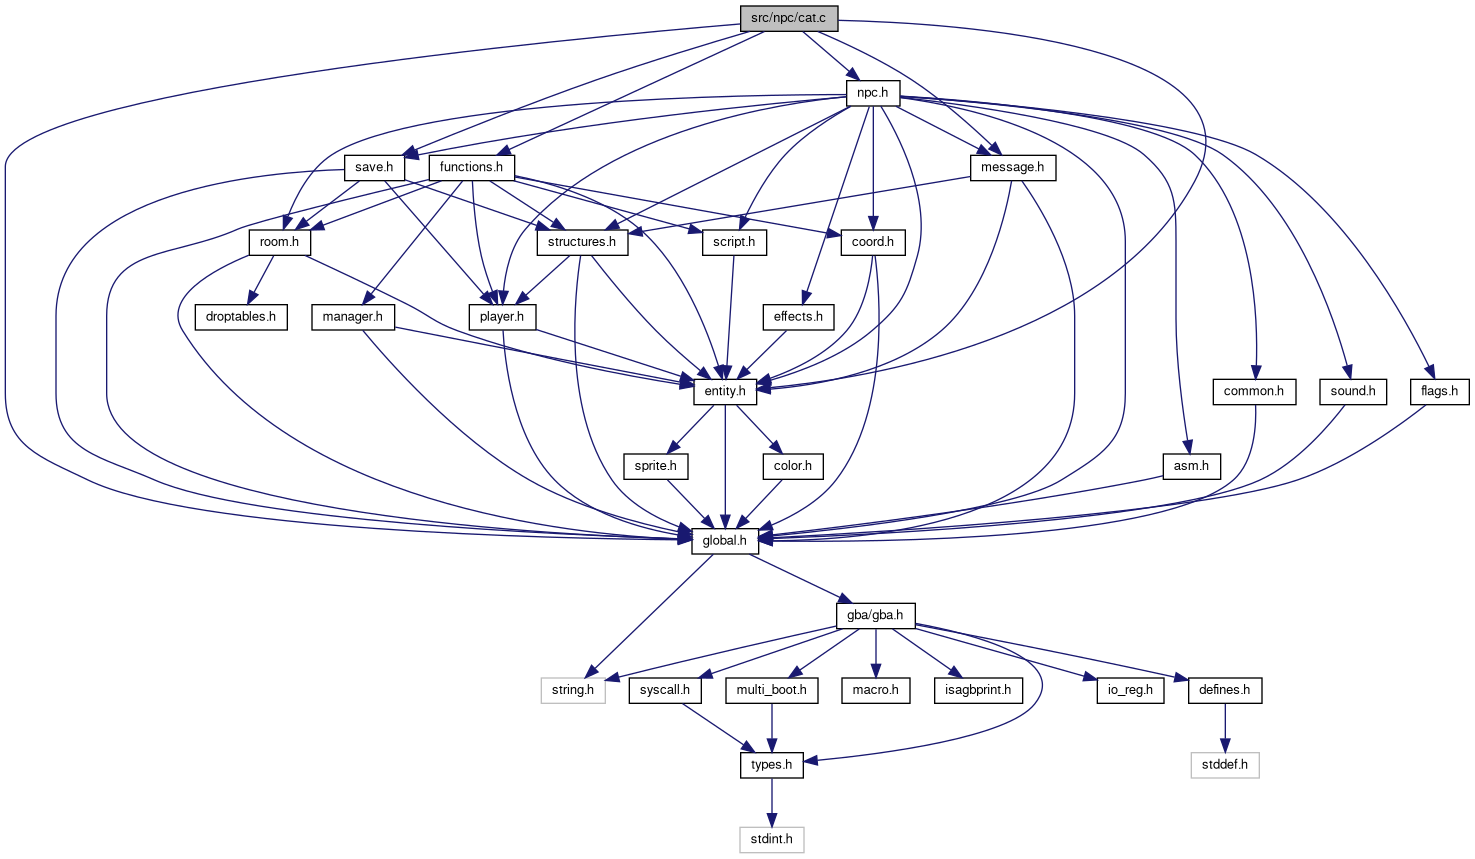 src/npc/cat.c
npc.h
save.h
functions.h
message.h
room.h
structures.h
script.h
coord.h
droptables.h
manager.h
player.h
effects.h
entity.h
common.h
sound.h
flags.h
sprite.h
color.h
asm.h
global.h
gba/gba.h
string.h
syscall.h
multi_boot.h
macro.h
isagbprint.h
io_reg.h
defines.h
types.h
stddef.h
stdint.h